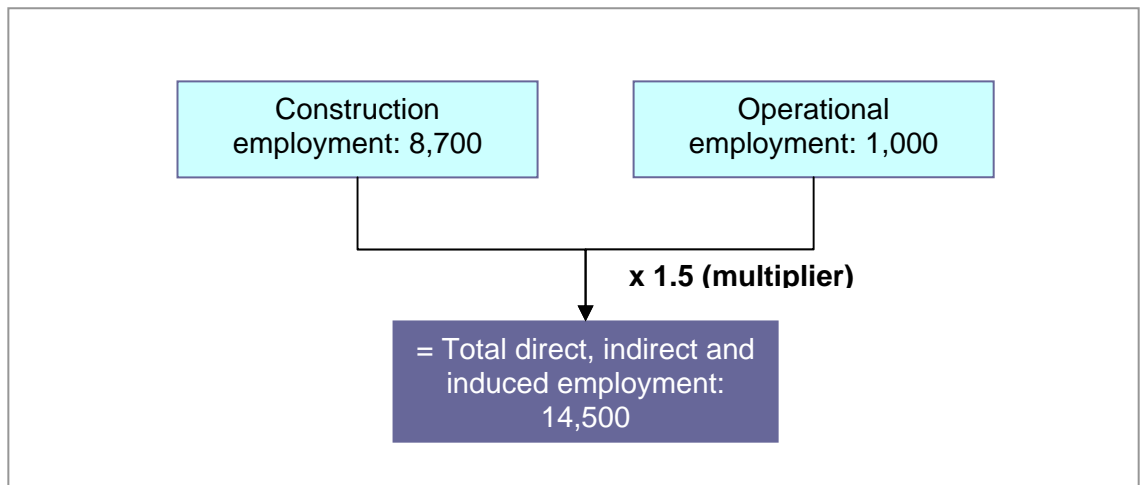 Construction
employment: 8,700
Operational
employment: 1,000
x 1.5 (multiplier)
= Total direct, indirect and
induced employment:
14,500